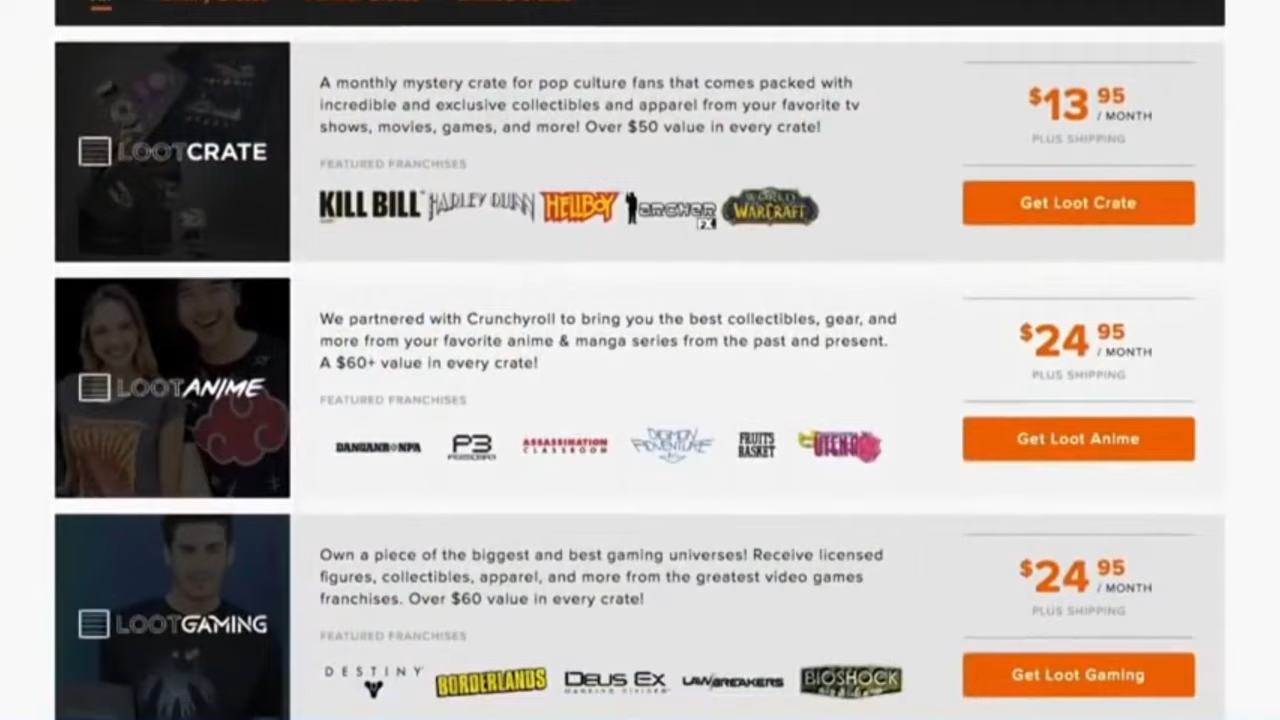 A monthly mystery crate for pop culture fans that comes packed with
incredible and exclusive collectibles and apparel from your favorite tv
shows, movies, games, and more! Over $50 value in every crate!
LOOTCRATE
FEATURED FRANCHISES
KILL BILL HARLEY QUINN HELLBOY ARCHER FX WORLD OF WARCRAFT
$13 95
/ MONTH
PLUS SHIPPING
Get Loot Crate
We partnered with Crunchyroll to bring you the best collectibles, gear, and
more from your favorite anime & manga series from the past and present.
A $60+ value in every crate!
LOOTANIME
FEATURED FRANCHISES
DANGANRONPA P3 PERSONA3 ASSASSINATION CLASSROOM DIGIMON ADVENTURE FRUITS BASKET UTENA
$24 95
/ MONTH
PLUS SHIPPING
Get Loot Anime
Own a piece of the biggest and best gaming universes! Receive licensed
figures, collectibles, apparel, and more from the greatest video games
franchises. Over $60 value in every crate!
LOOTGAMING
FEATURED FRANCHISES
DESTINY BORDERLANDS DEUS EX MANKIND DIVIDED LAWBREAKERS BIOSHOCK
$24 95
/ MONTH
PLUS SHIPPING
Get Loot Gaming